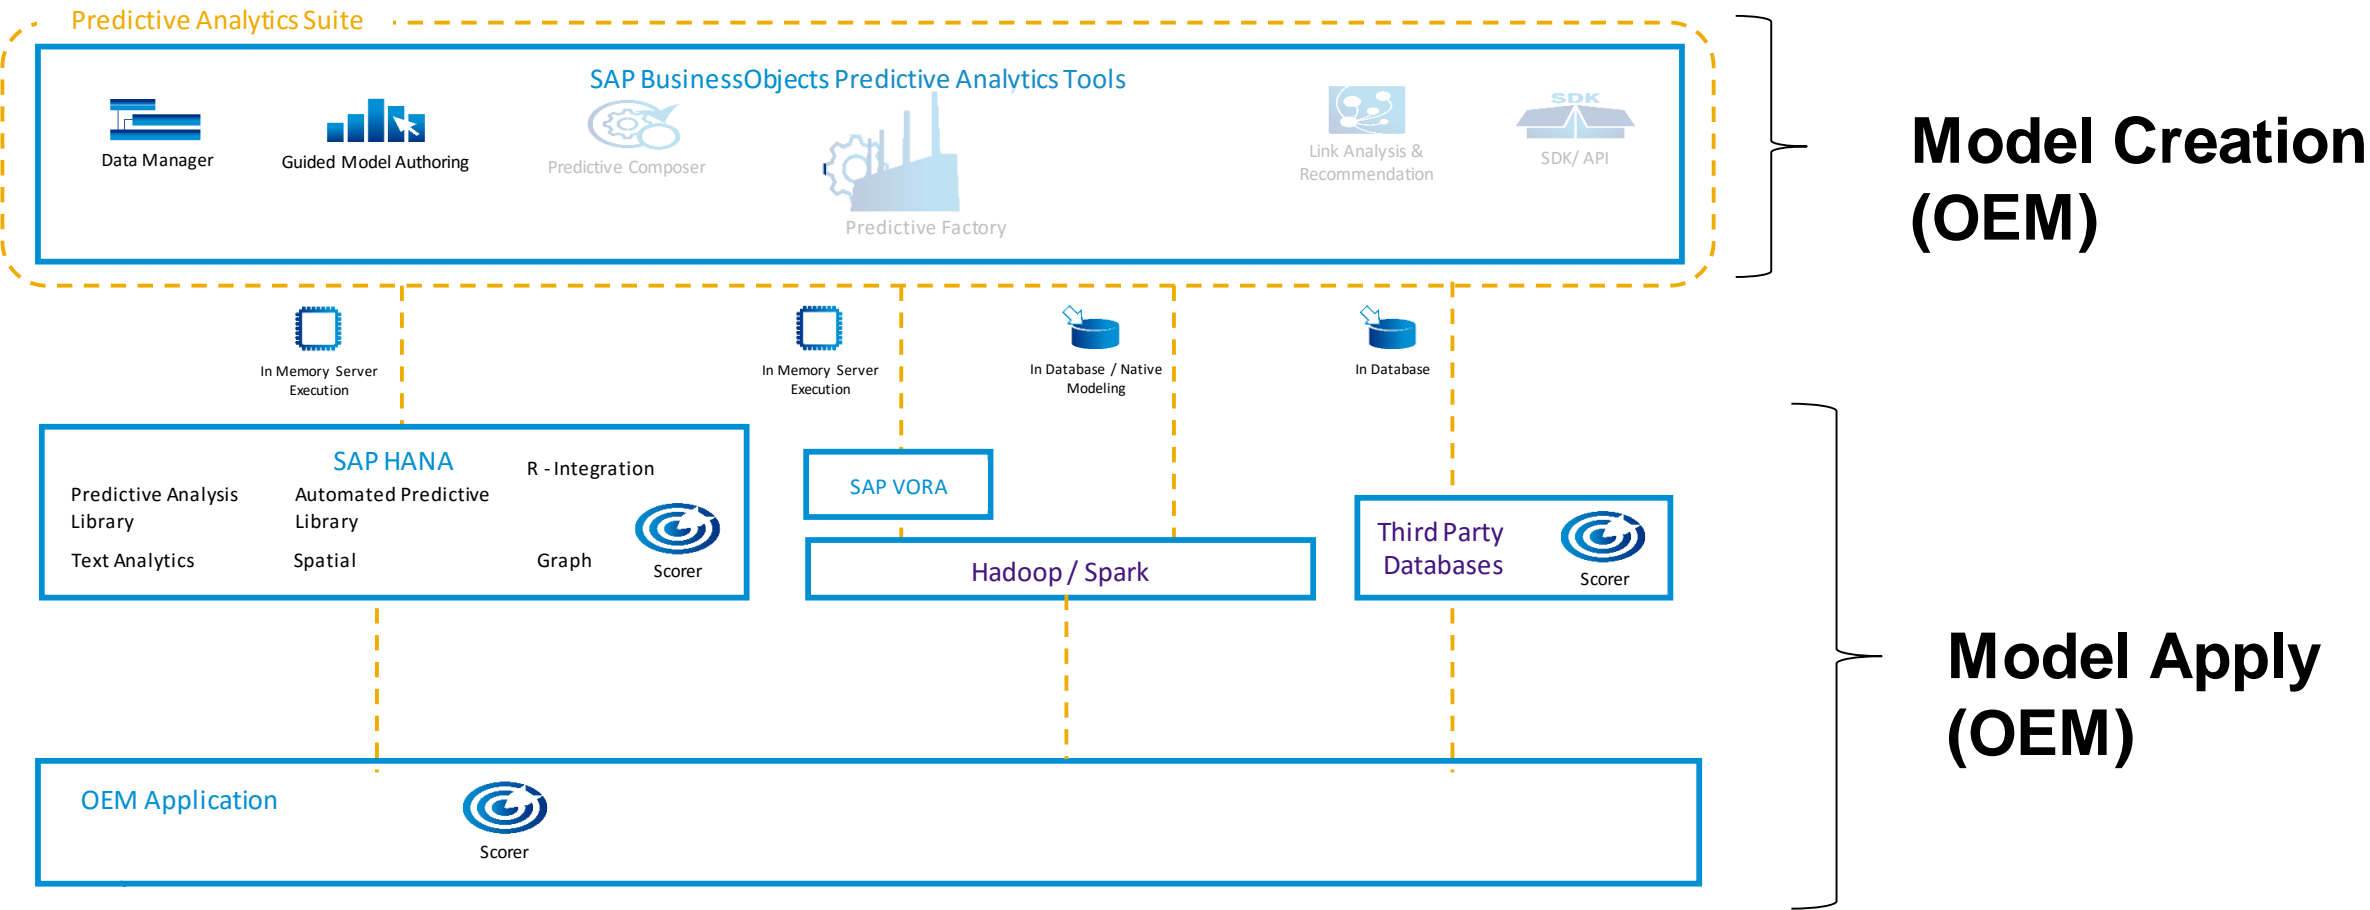 Predictive Analytics Suite
SAP BusinessObjects Predictive Analytics Tools
Data Manager
Guided Model Authoring
Predictive Composer
Predictive Factory
Link Analysis &
Recommendation
SDK
SDK/ API
Model Creation
(OEM)
In Memory Server
Execution
In Memory Server
Execution
In Database / Native
Modeling
In Database
SAP HANA
R - Integration
Predictive Analysis
Library
Automated Predictive
Library
Text Analytics
Spatial
Graph
Scorer
SAP VORA
Hadoop / Spark
Third Party
Databases
Scorer
Model Apply
(OEM)
OEM Application
Scorer